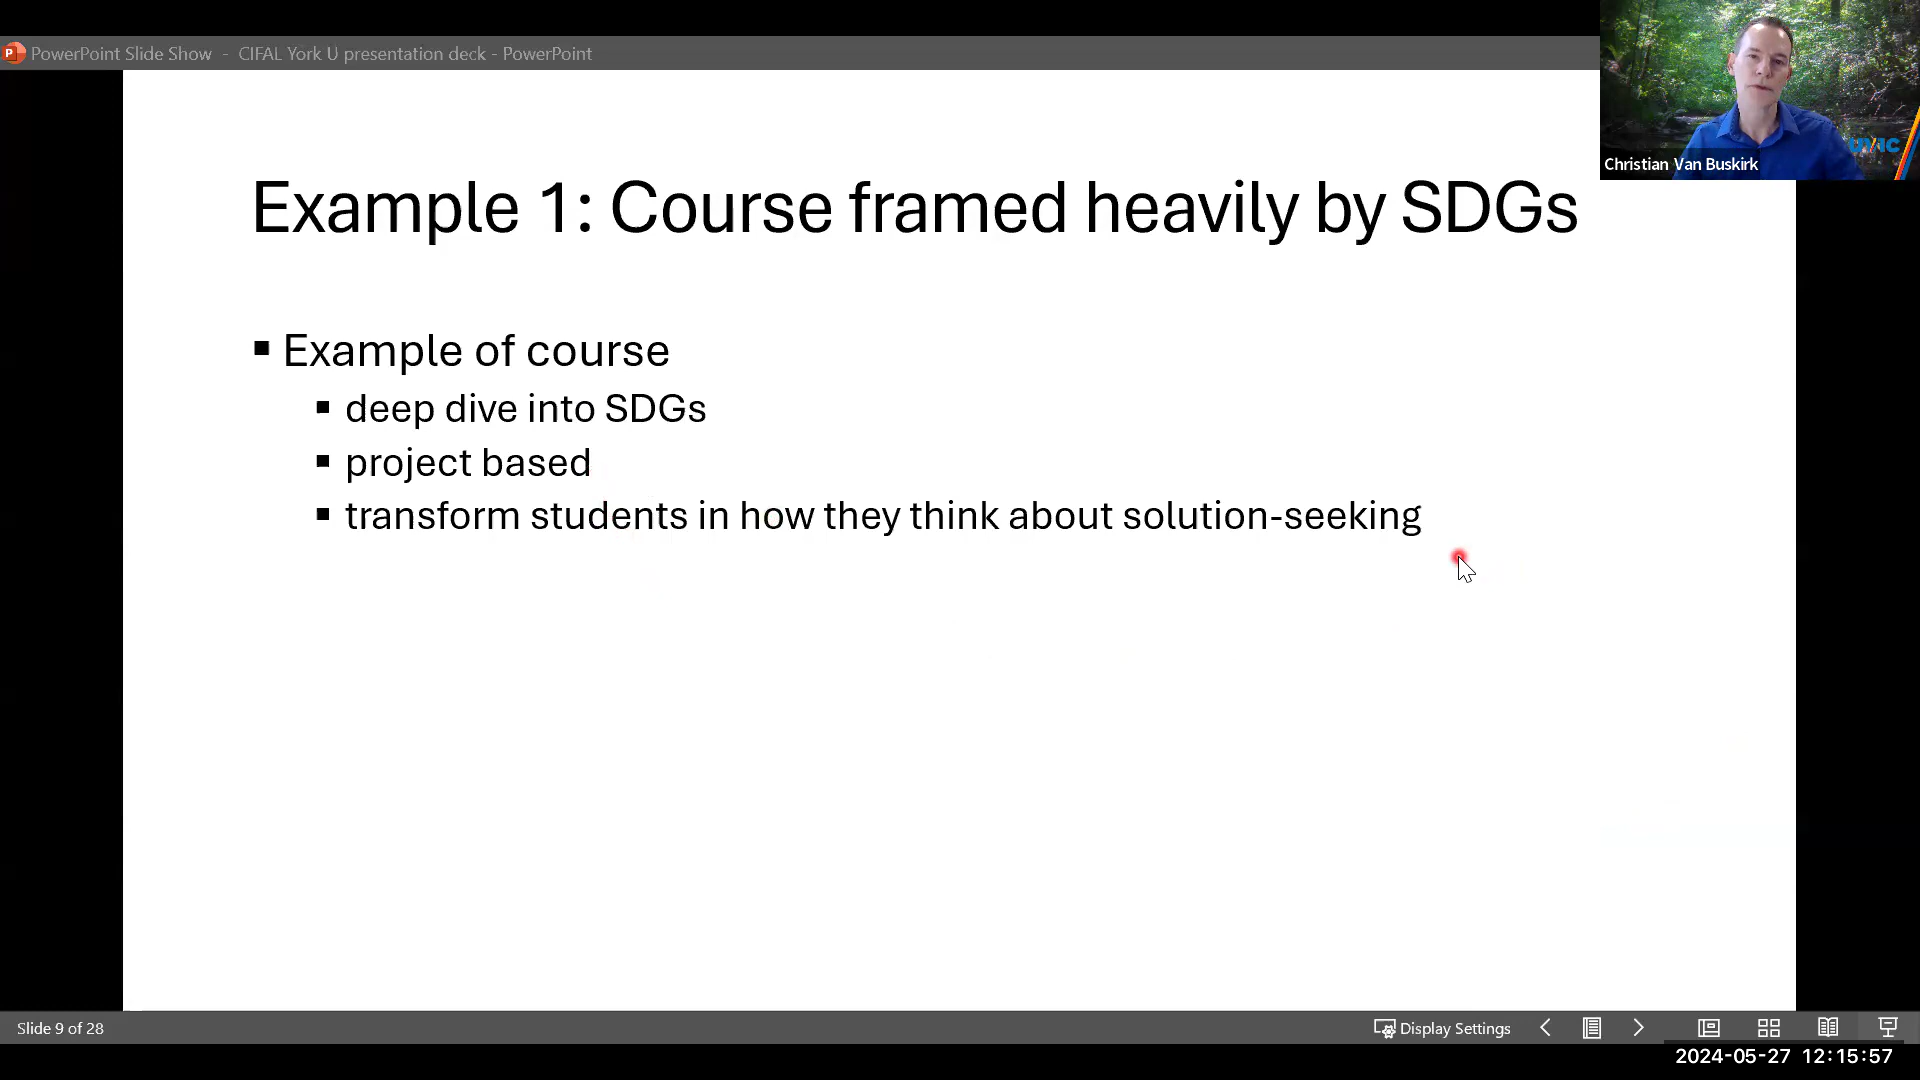 PowerPoint Slide Show - CIFAL York U presentation deck - PowerPoint
UVIC
Christian Van Buskirk
Example 1: Course framed heavily by SDGs
▪ Example of course
▪ deep dive into SDGs
▪ project based
▪ transform students in how they think about solution-seeking
Slide 9 of 28
Display Settings
2024-05-27 12:15:57